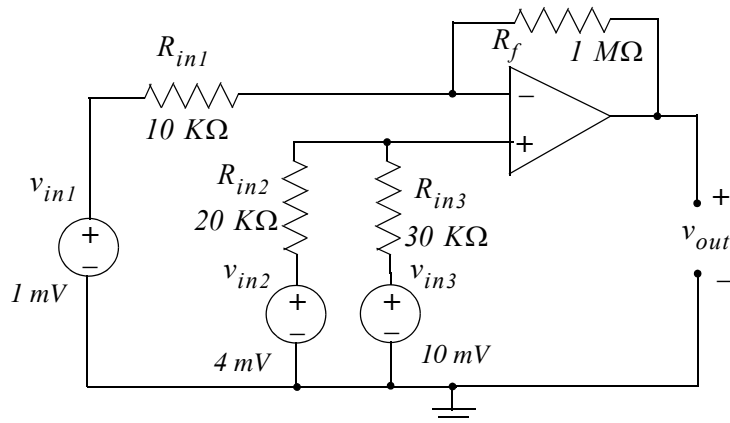 R_f
1 MΩ
R_in1
10 KΩ
−
+
R_in2
20 KΩ
R_in3
30 KΩ
v_in1
+
−
1 mV
v_in2
+
−
4 mV
v_in3
+
−
10 mV
+
v_out
−